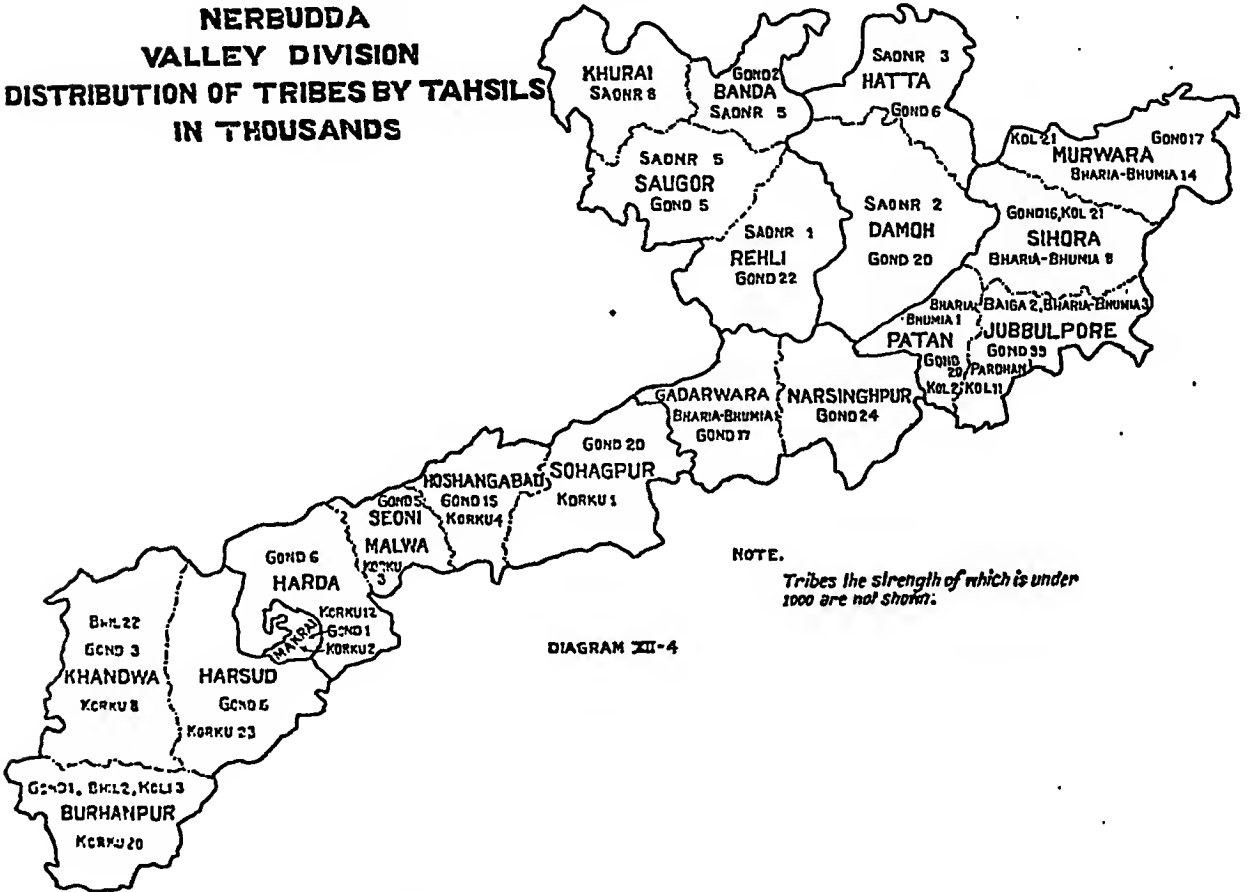 NERBUDDA
VALLEY DIVISION
DISTRIBUTION OF TRIBES BY TAHSILS
IN THOUSANDS
KHURAI
SAONR 8
GOND 2
BANDA
SAONR 5
SAONR 3
HATTA
GOND 6
SAONR 5
SAUGOR
GOND 5
SAONR 1
REHLI
GOND 22
SAONR 2
DAMOH
GOND 20
KOL 21
GOND 17
MURWARA
BHARIA-BHUMIA 14
GOND 16, KOL 21
SIHORA
BHARIA-BHUMIA 8
BHARIA
BHUMIA 1
PATAN
GOND
20
KOL 2
BAIGA 2, BHARIA-BHUMIA 3
JUBBULPORE
GOND
PARDHAN
KOL 11
GADARWARA
BHARIA-BHUMIA
GOND
NARSINGHPUR
GOND 24
GOND 20
SOHAGPUR
KORKU 1
HOSHANGABAD
GOND 15
KORKU 4
GOND 5
SEONI
MALWA
KORKU
3
GOND 6
HARDA
KORKU 12
MAKRAI
GOND 1
KORKU 2
BHIL 22
GOND 3
KHANDWA
KORKU 8
HARSUD
GOND 6
KORKU 23
GOND 1, BHIL 2, KOLI 3
BURHANPUR
KORKU 20
NOTE.
Tribes the strength of which is under
1000 are not shown.
DIAGRAM XII-4